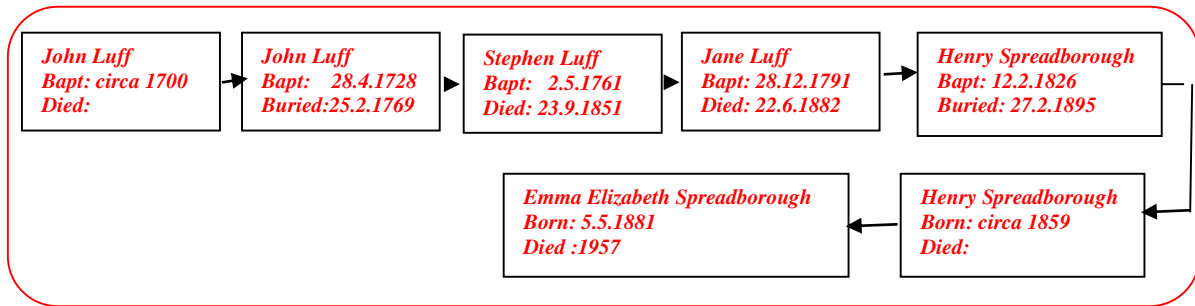 John Luff
Bapt: circa 1700
Died:
John Luff
Bapt: 28.4.1728
Buried:25.2.1769
Stephen Luff
Bapt: 2.5.1761
Died: 23.9.1851
Jane Luff
Bapt: 28.12.1791
Died: 22.6.1882
Henry Spreadborough
Bapt: 12.2.1826
Buried: 27.2.1895
Emma Elizabeth Spreadborough
Born: 5.5.1881
Died :1957
Henry Spreadborough
Born: circa 1859
Died: